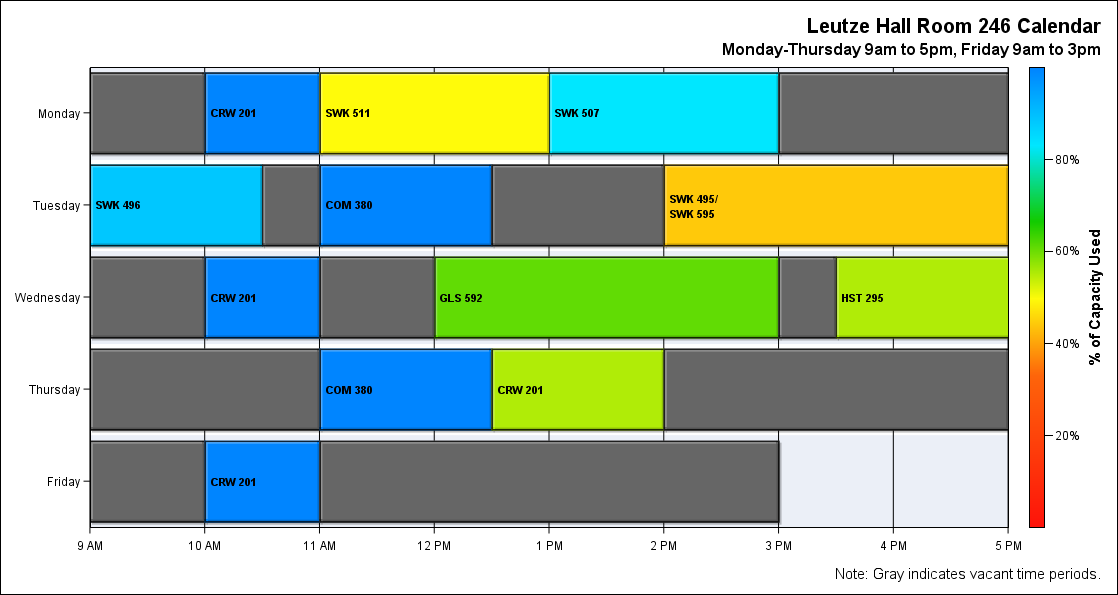 Leutze Hall Room 246 Calendar
Monday-Thursday 9am to 5pm, Friday 9am to 3pm
Monday
CRW 201
SWK 511
SWK 507
Tuesday
SWK 496
COM 380
SWK 495/
SWK 595
Wednesday
CRW 201
GLS 592
HST 295
Thursday
COM 380
CRW 201
Friday
CRW 201
9 AM
10 AM
11 AM
12 PM
1 PM
2 PM
3 PM
4 PM
5 PM
80%
60%
40%
20%
% of Capacity Used
Note: Gray indicates vacant time periods.